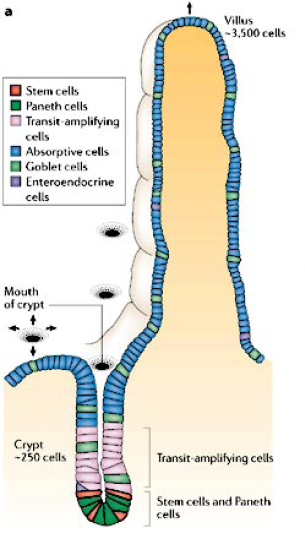 a
Villus
~3,500 cells
Stem cells
Paneth cells
Transit-amplifying
cells
Absorptive cells
Goblet cells
Enteroendocrine
cells
Mouth
of crypt
Crypt
~250 cells
Transit-amplifying cells
Stem cells and Paneth
cells